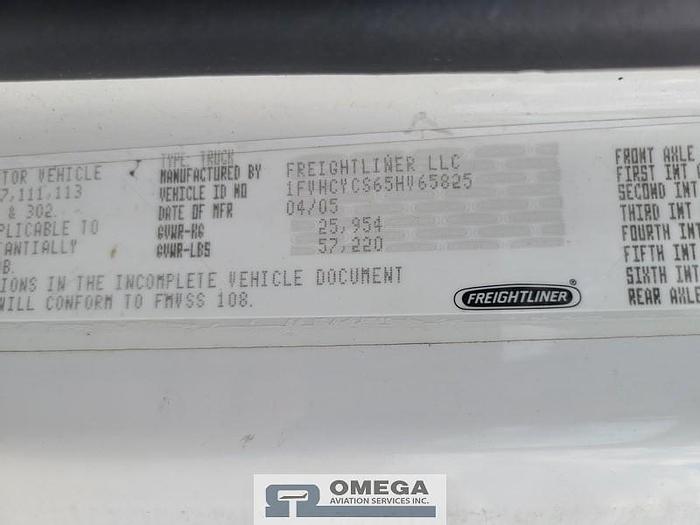 TOR VEHICLE
7,111,113
& 302.
PLICABLE TO
TANTIALLY
B.
IONS IN THE INCOMPLETE VEHICLE DOCUMENT
WILL CONFORM TO FMVSS 108.
TYPE: TRUCK
MANUFACTURED BY FREIGHTLINER LLC
VEHICLE ID NO 1FVHCYCS65HV65825
DATE OF MFR 04/05
GVWR-KG 25,954
GVWR-LBS 57,220
FREIGHTLINER®
FRONT AXLE
FIRST INT A
SECOND INT
THIRD INT
FOURTH INT
FIFTH INT
SIXTH INT
REAR AXLE
OMEGA
AVIATION SERVICES INC.